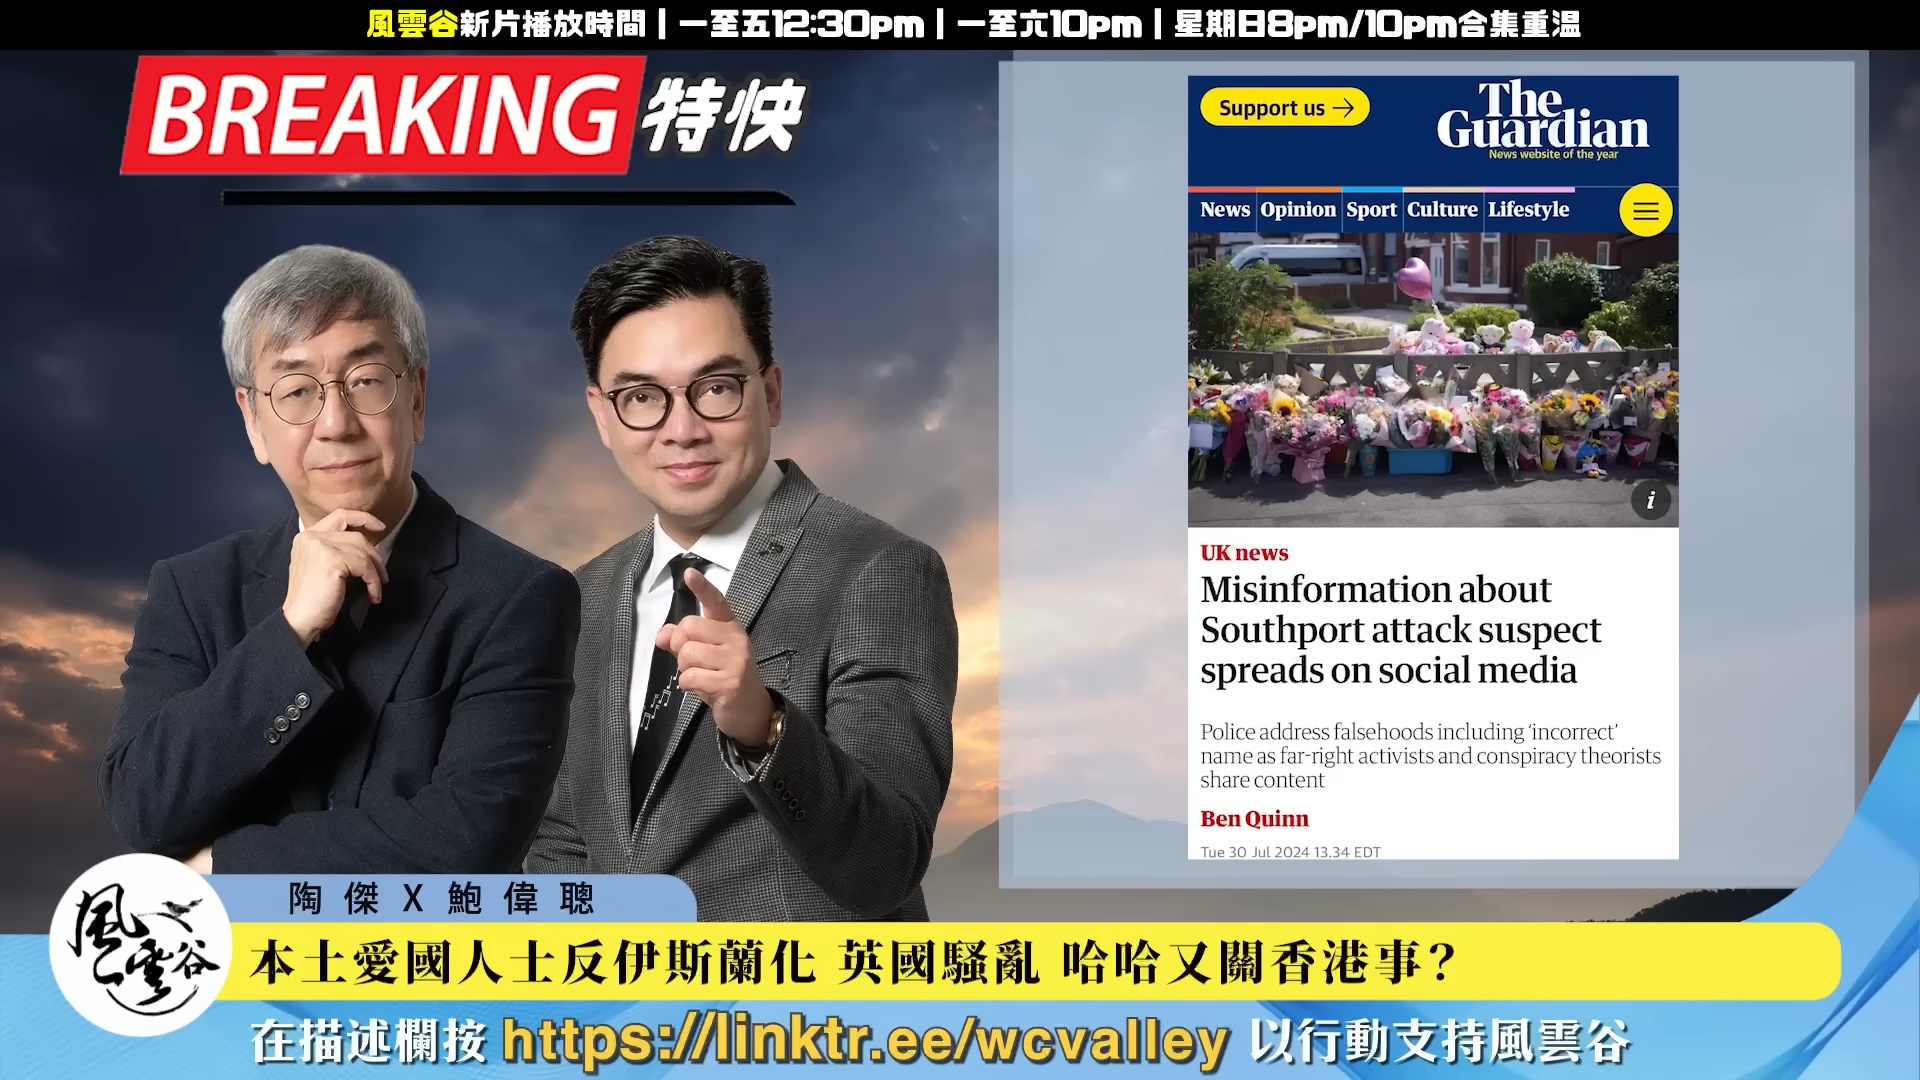 風雲谷新片播放時間 | 一至五12:30pm | 一至六10pm | 星期日8pm/10pm合集重溫
BREAKING 特快
Support us →
The Guardian
News website of the year
News Opinion Sport Culture Lifestyle
i
UK news
Misinformation about
Southport attack suspect
spreads on social media
Police address falsehoods including ‘incorrect’
name as far-right activists and conspiracy theorists
share content
Ben Quinn
Tue 30 Jul 2024 13.34 EDT
陶傑 X 鮑偉聰
風雲谷
本土愛國人士反伊斯蘭化 英國騷亂 哈哈又關香港事?
在描述欄按 https://linktr.ee/wcvalley 以行動支持風雲谷